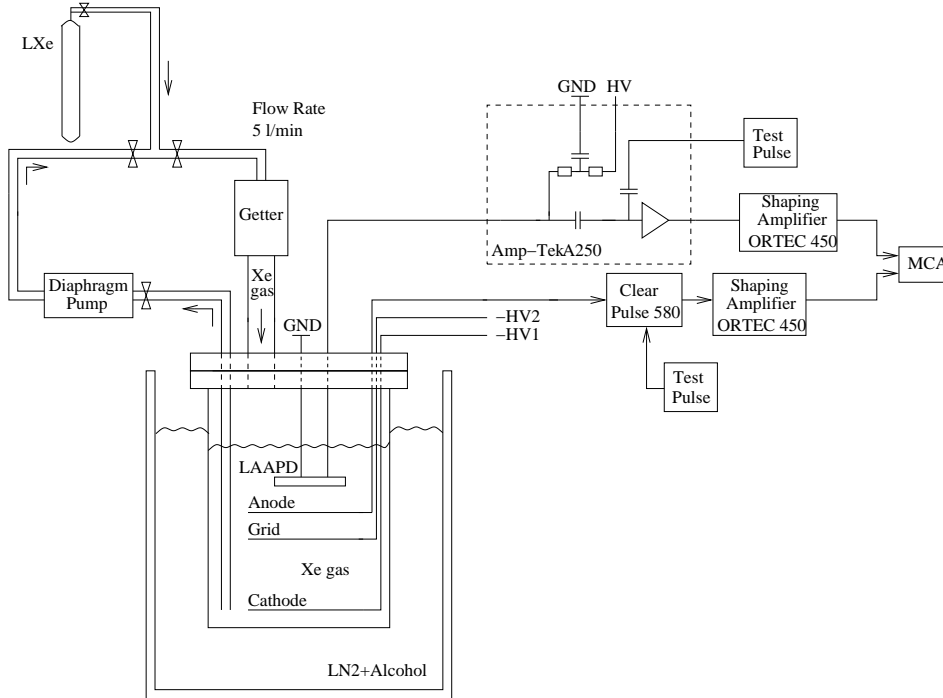 LXe
Flow Rate
5 l/min
GND HV
Test
Pulse
Getter
Amp-TekA250
Shaping
Amplifier
ORTEC 450
MCA
Xe
gas
Diaphragm
Pump
GND
Clear
Pulse 580
Shaping
Amplifier
ORTEC 450
-HV2
-HV1
Test
Pulse
LAAPD
Anode
Grid
Xe gas
Cathode
LN2+Alcohol